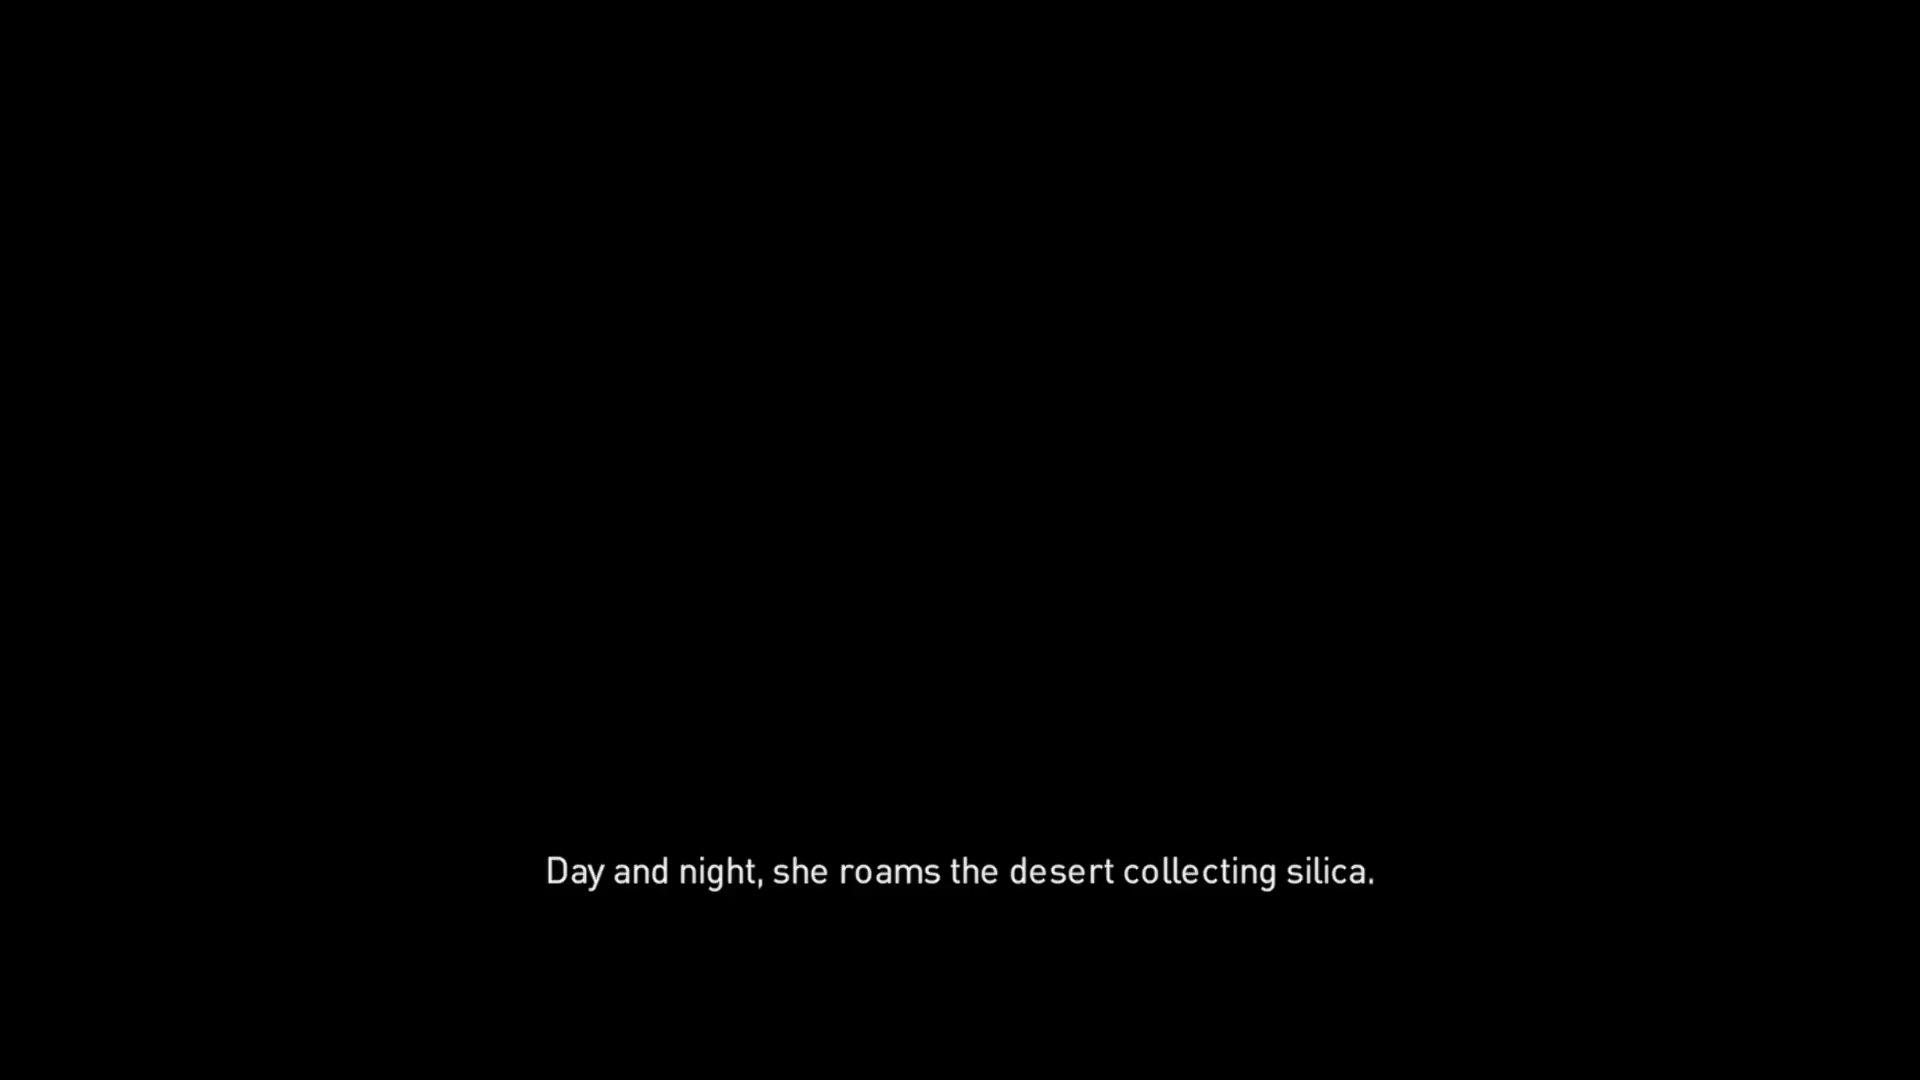 Day and night, she roams the desert collecting silica.